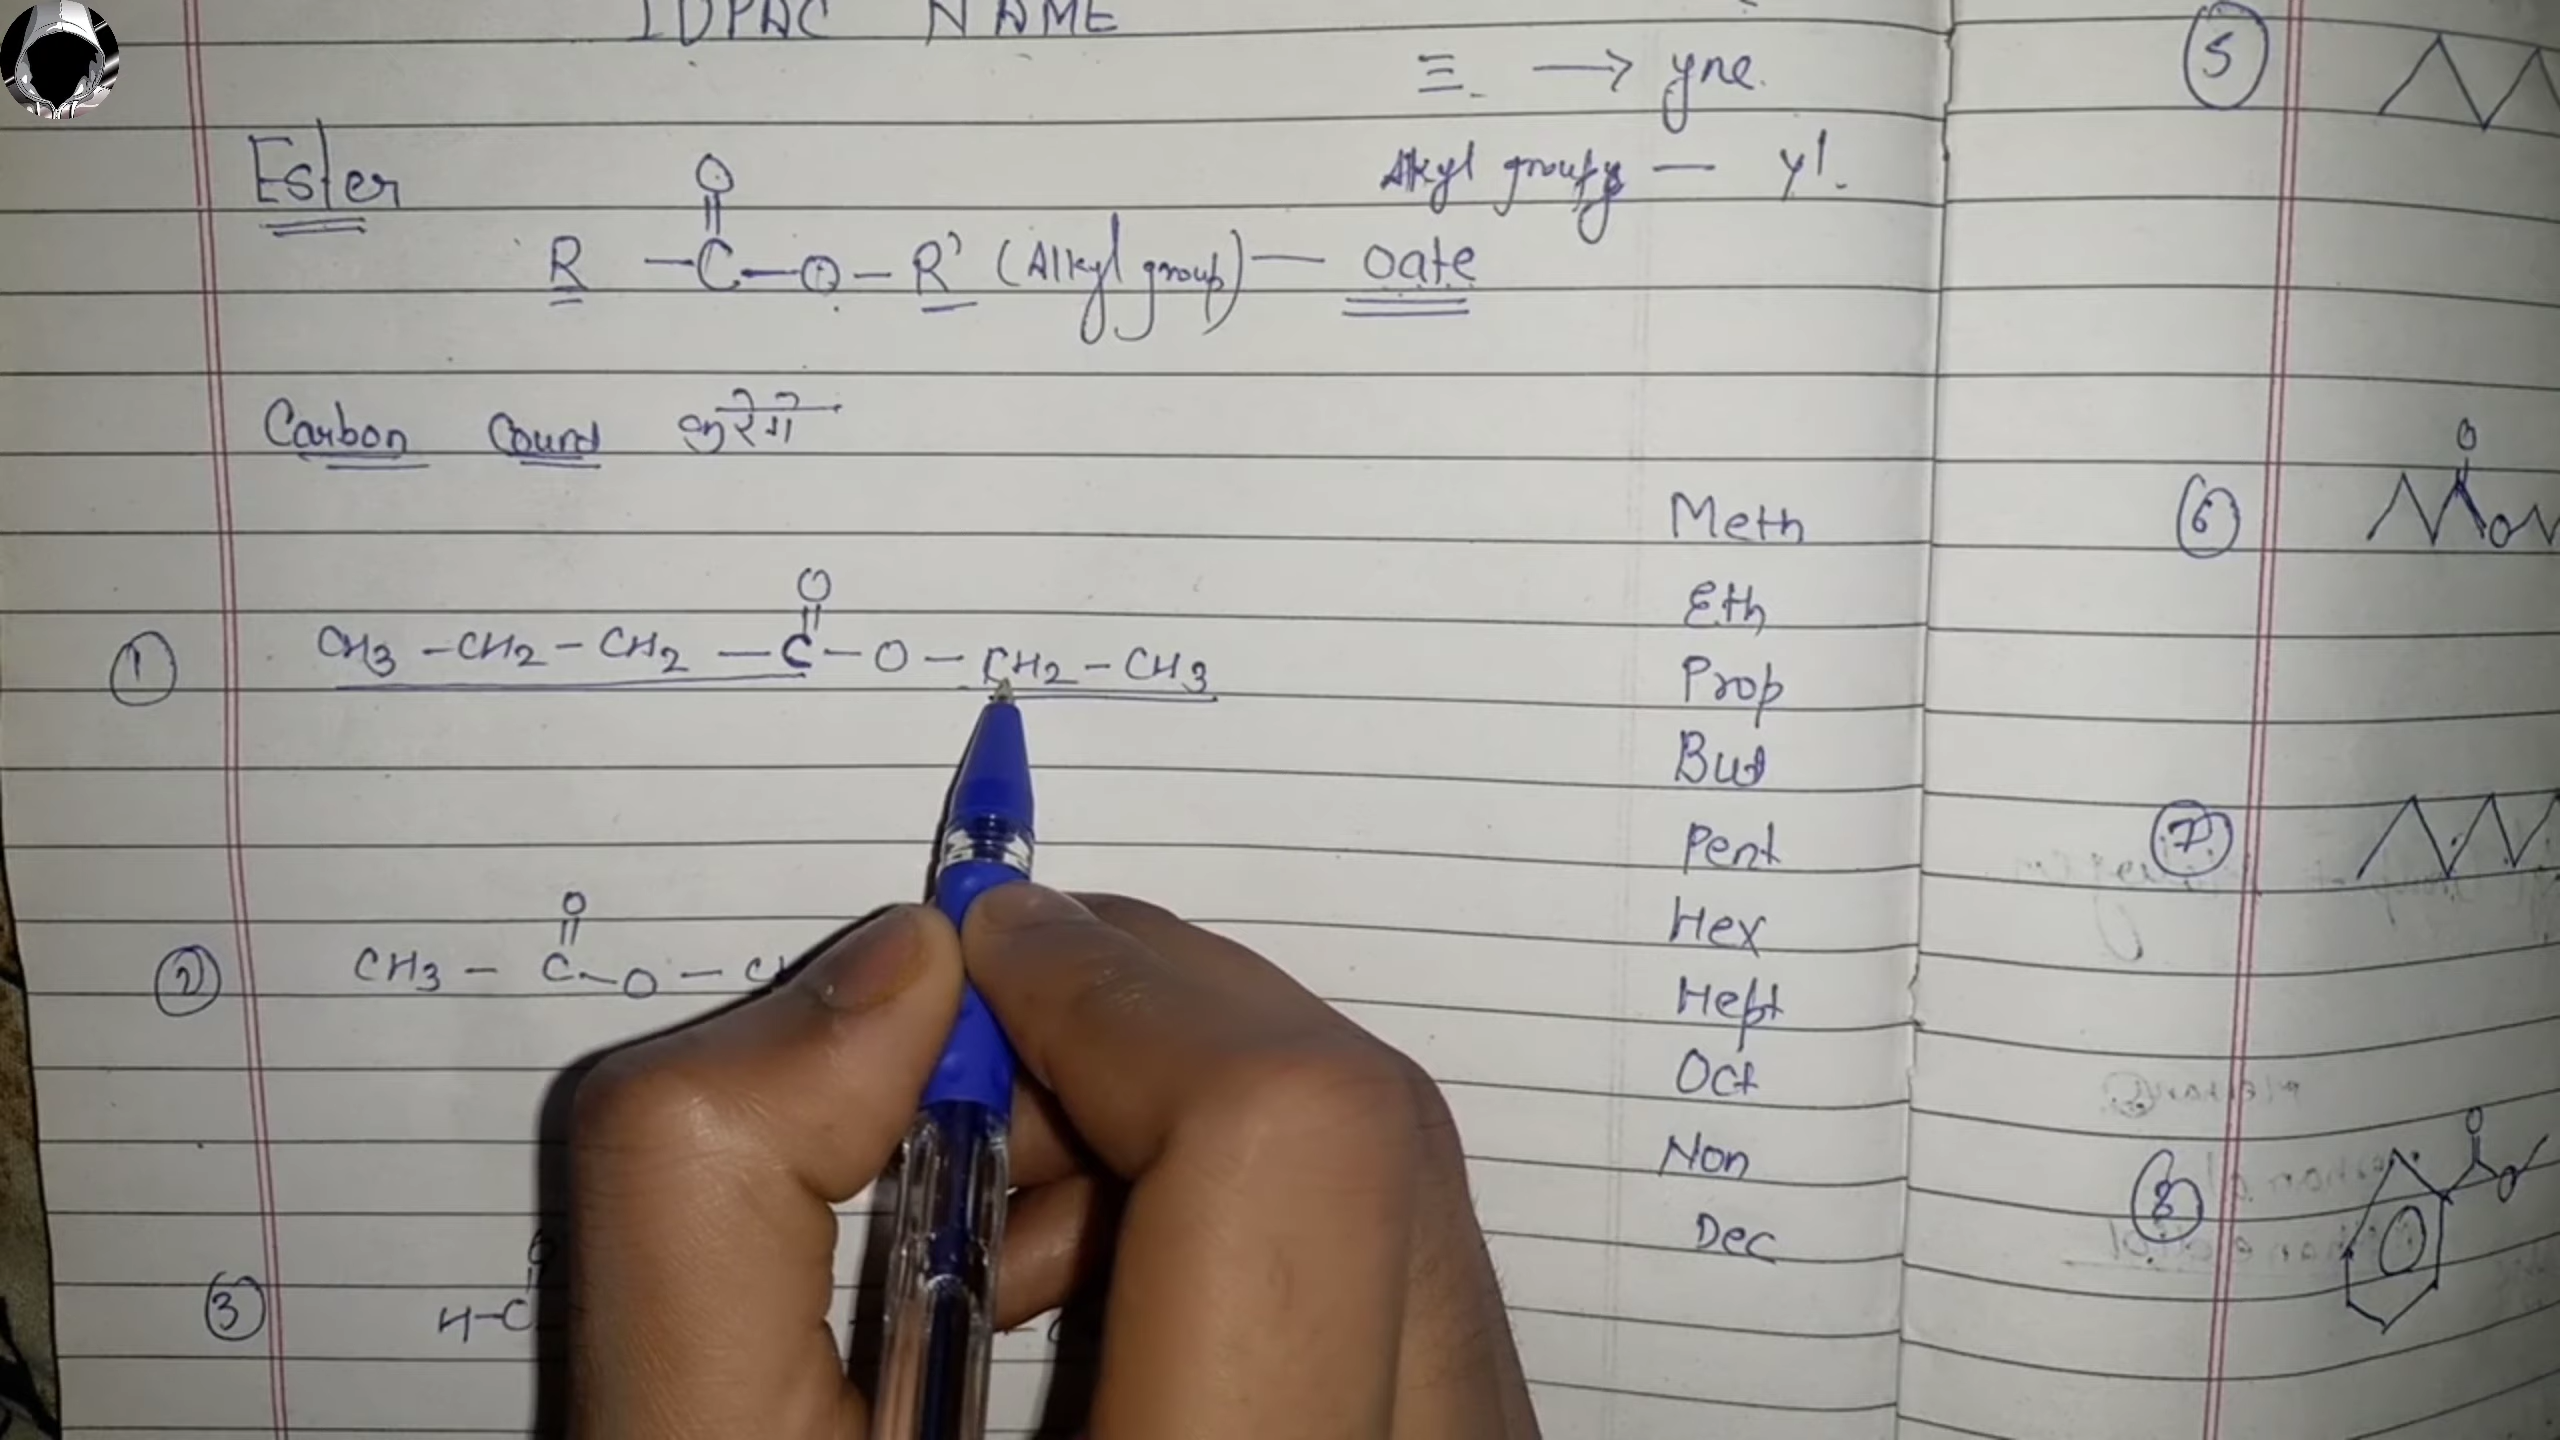 IUPAC NAME
≡ → yne.
Alkyl groups — yl.
Ester
O
R — C — O — R' (Alkyl group) — oate
Carbon Count करेंगे
O
① CH3 – CH2 – CH2 — C – O – CH2 – CH3
O
② CH3 – C – O –
③ H–C
Meth
Eth
Prop
But
Pent
Hex
Hept
Oct
Non
Dec
⑤
O
⑥ O
⑦
O
⑧ O